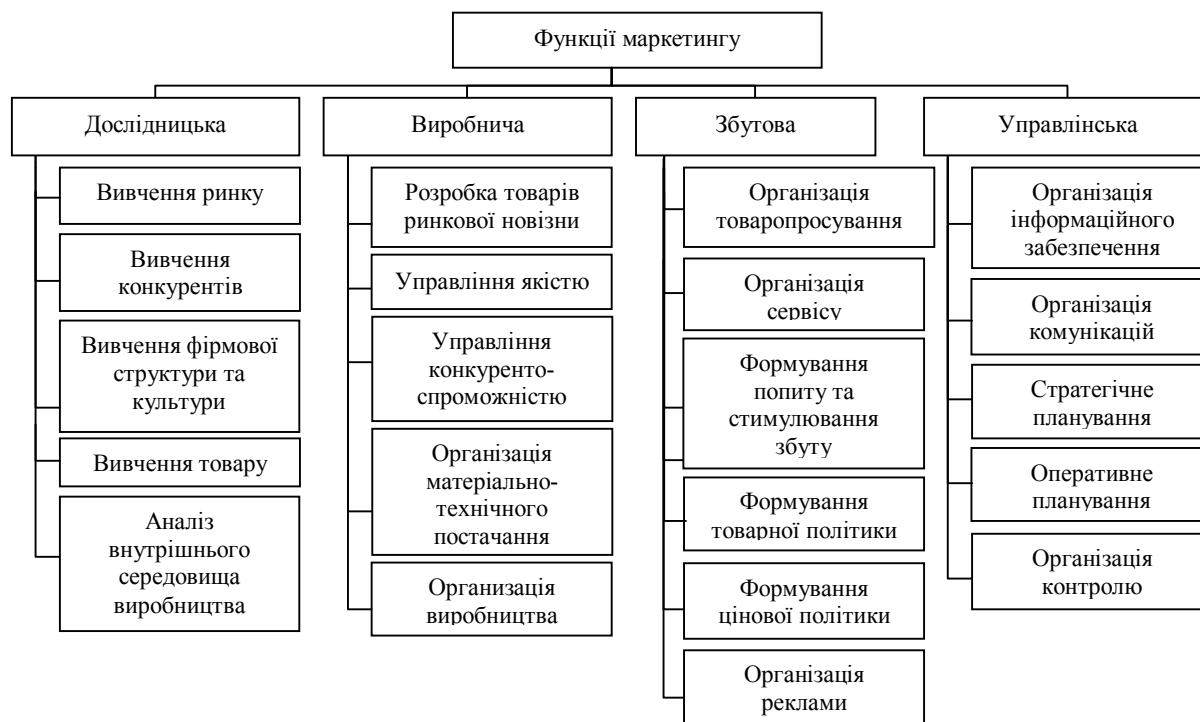 Функції маркетингу
Дослідницька
Вивчення ринку
Вивчення
конкурентів
Вивчення фірмової
структури та
культури
Вивчення товару
Аналіз
внутрішнього
середовища
виробництва
Виробнича
Розробка товарів
ринкової новізни
Управління якістю
Управління
конкуренто-
спроможністю
Організація
матеріально-
технічного
постачання
Организація
виробництва
Збутова
Організація
товаропросування
Організація
сервісу
Формування
попиту та
стимулювання
збуту
Формування
товарної політики
Формування
цінової політики
Організація
реклами
Управлінська
Організація
інформаційного
забезпечення
Організація
комунікацій
Стратегічне
планування
Оперативне
планування
Організація
контролю